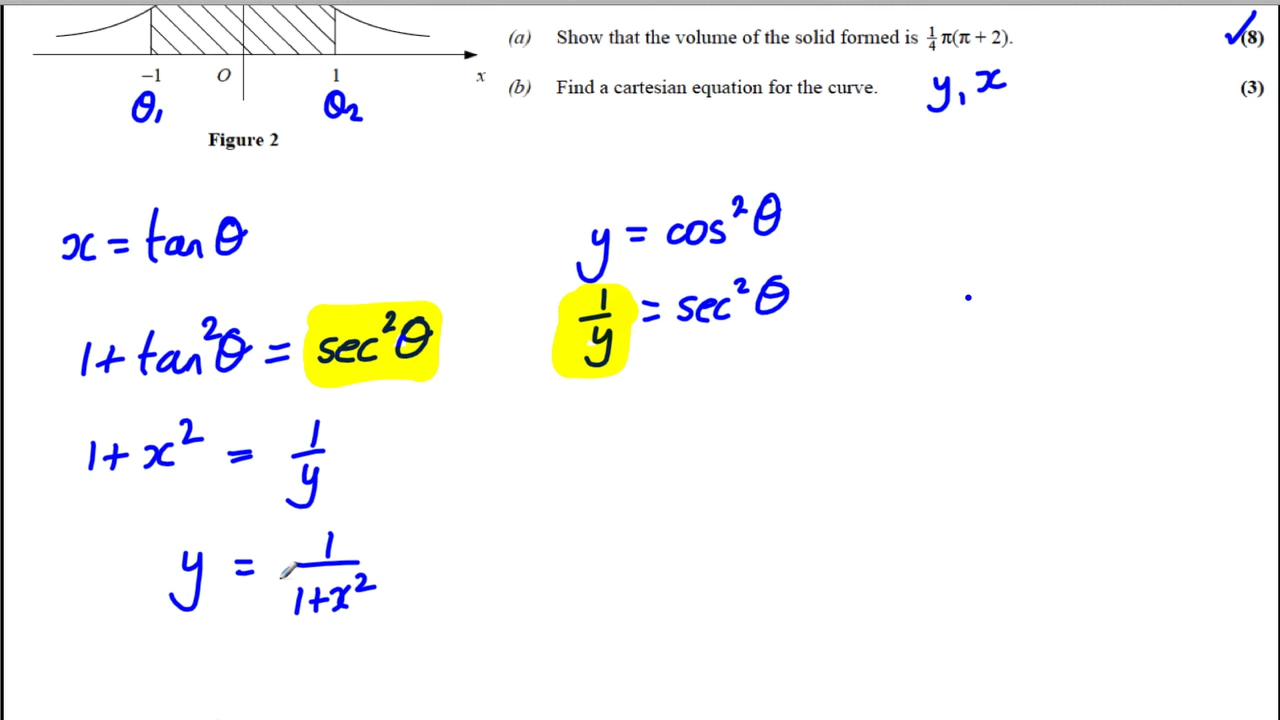 (a) Show that the volume of the solid formed is ¼π(π + 2). ✓(8)
−1 O 1 x
(b) Find a cartesian equation for the curve. y, x (3)
θ₁ θ₂
Figure 2
x = tan θ
y = cos²θ
1/y = sec²θ
1 + tan²θ = sec²θ
1 + x² = 1/y
y = 1/(1+x²)